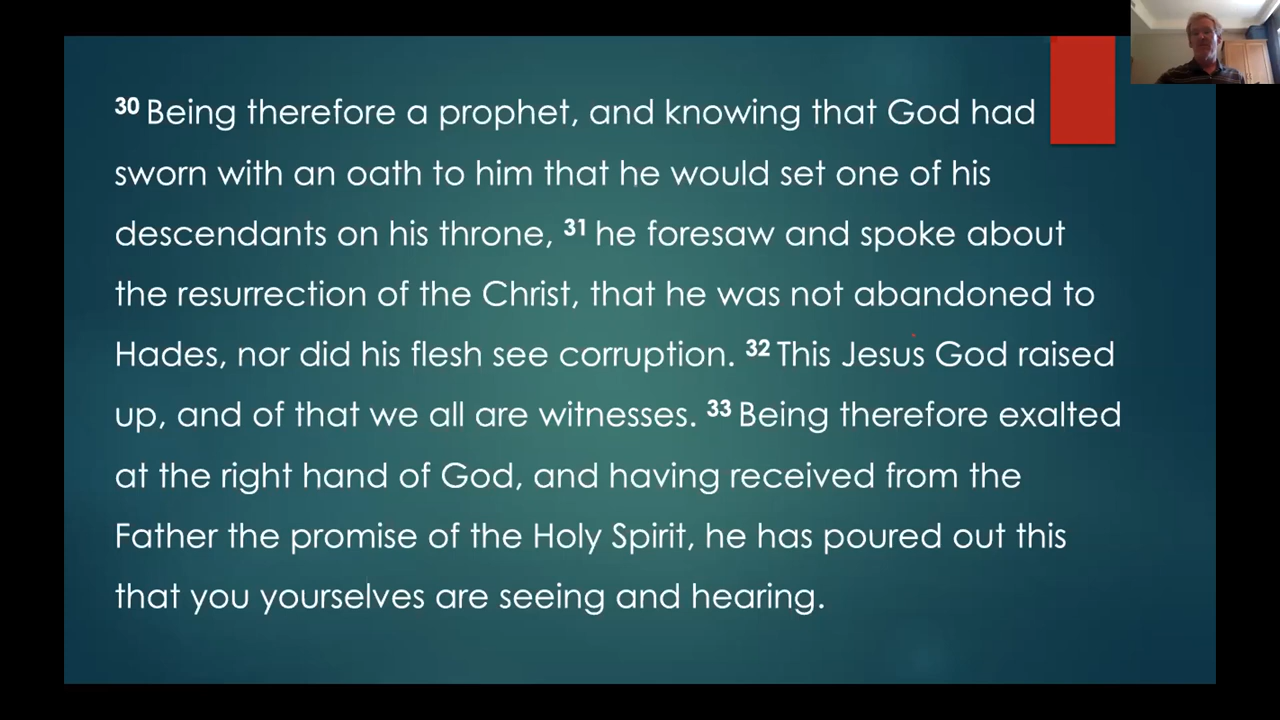 30 Being therefore a prophet, and knowing that God had
sworn with an oath to him that he would set one of his
descendants on his throne, 31 he foresaw and spoke about
the resurrection of the Christ, that he was not abandoned to
Hades, nor did his flesh see corruption. 32 This Jesus God raised
up, and of that we all are witnesses. 33 Being therefore exalted
at the right hand of God, and having received from the
Father the promise of the Holy Spirit, he has poured out this
that you yourselves are seeing and hearing.